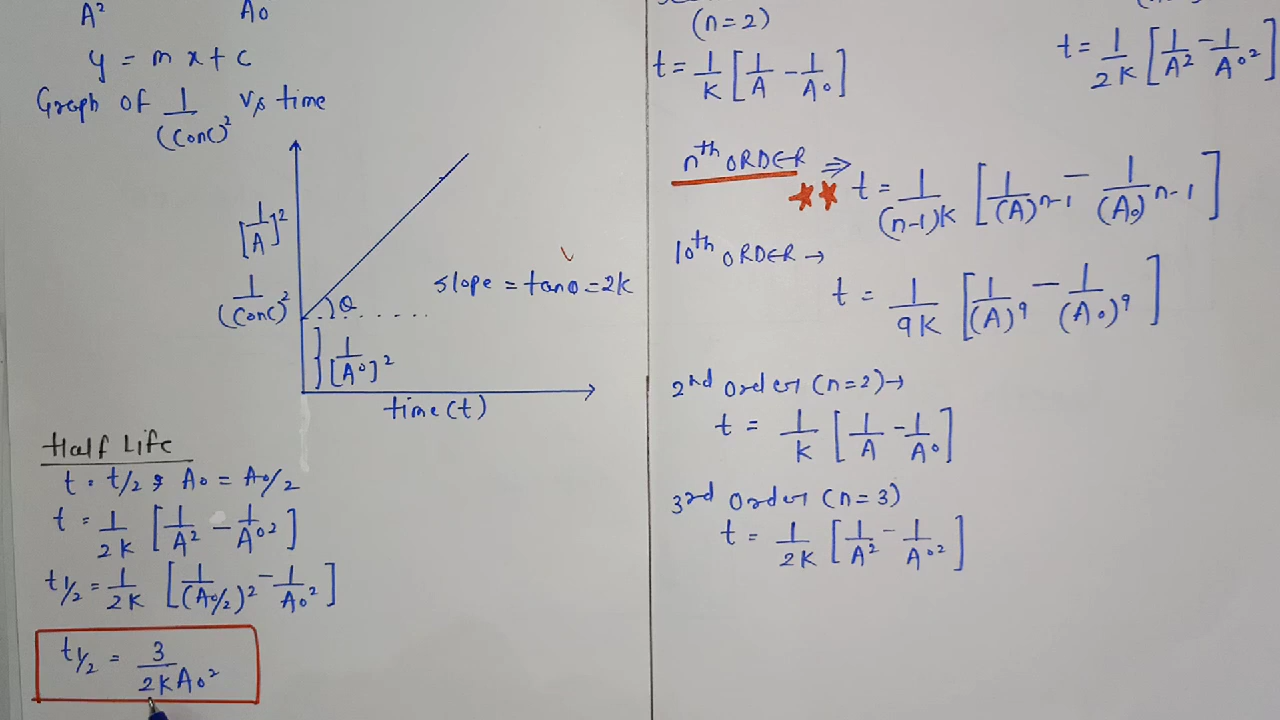 A² A₀
y = mx + c
Graph of 1/(Conc)² v/s time
[1/A]²
1/(Conc)²
θ
slope = tanθ = 2K
1/[A°]²
time (t)
Half Life
t = t/2 , A₀ = A₀/2
t = 1/2K [1/A² - 1/A₀²]
t½ = 1/2K [1/(A₀/2)² - 1/A₀²]
t½ = 3/2KA₀²
(n=2)
t = 1/K [1/A - 1/A₀]
t = 1/2K [1/A² - 1/A₀²]
nth ORDER ⇒ t = 1/(n-1)K [1/(A)ⁿ⁻¹ - 1/(A₀)ⁿ⁻¹]
10th ORDER →
t = 1/9K [1/(A)⁹ - 1/(A₀)⁹]
2nd order (n=2) →
t = 1/K [1/A - 1/A₀]
3rd Order (n=3)
t = 1/2K [1/A² - 1/A₀²]